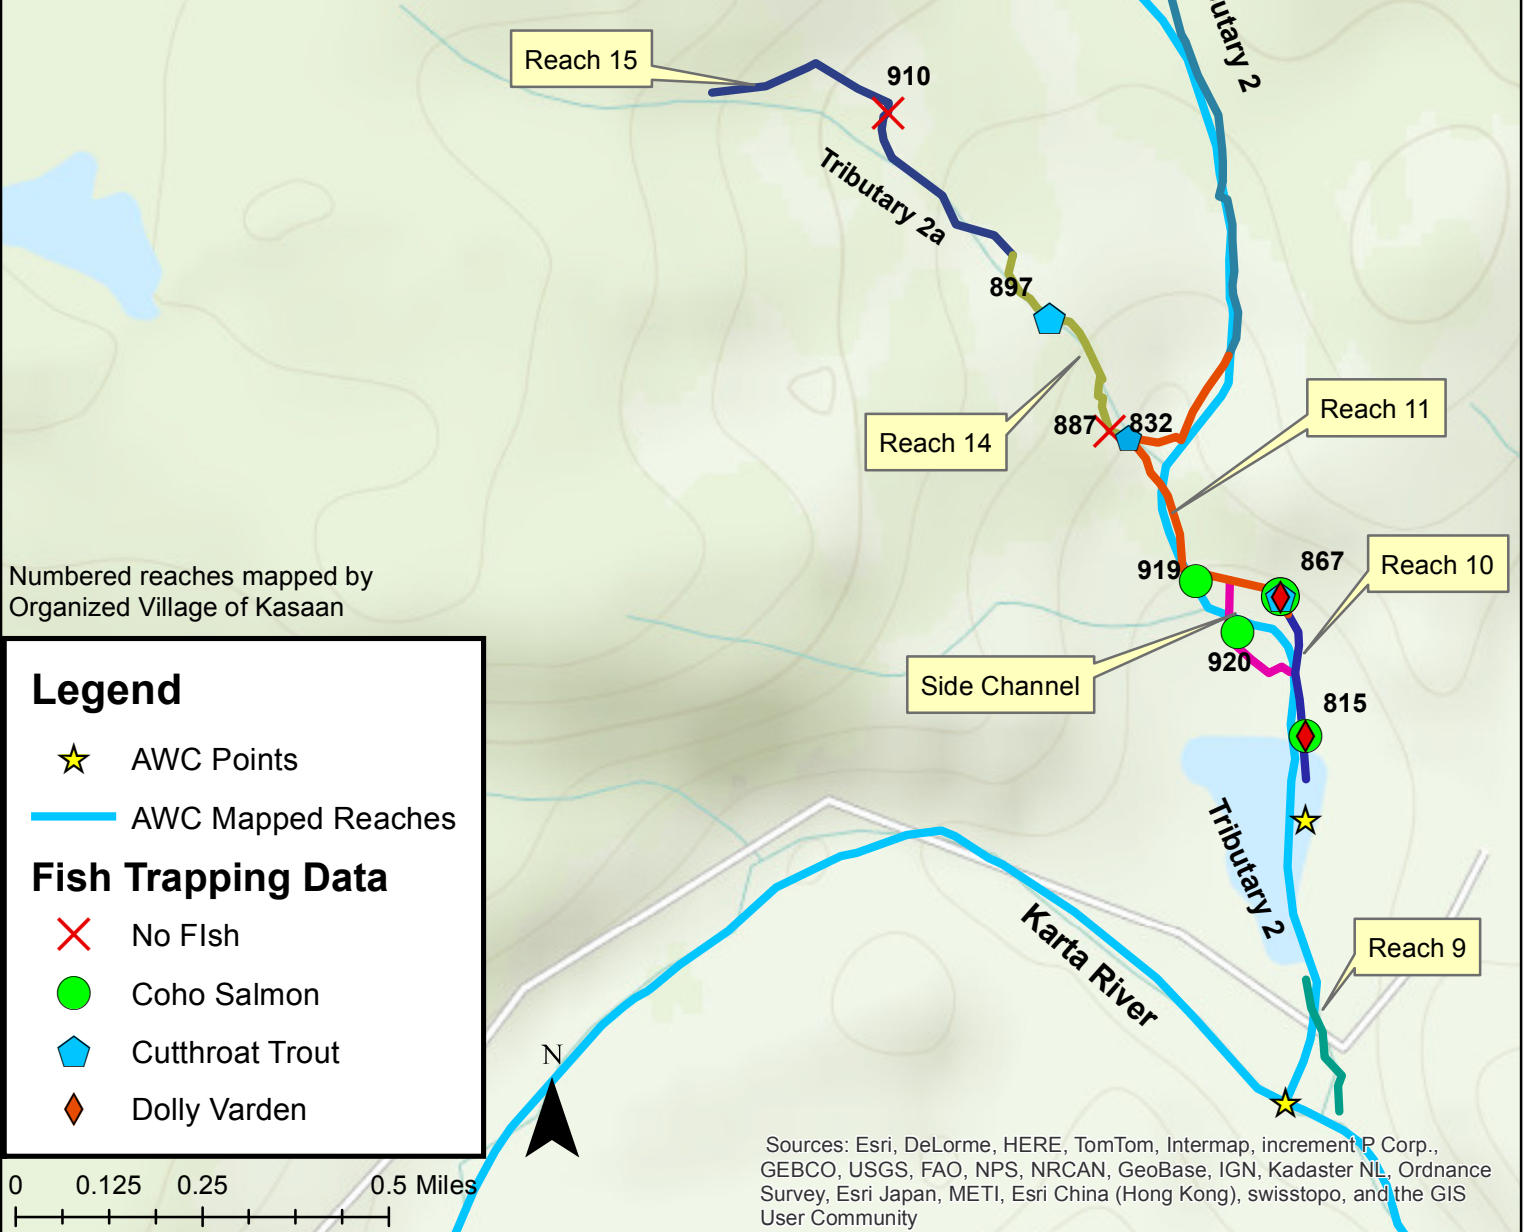 utary 2
Reach 15
910
Tributary 2a
897
Reach 11
887
832
Reach 14
867
Reach 10
919
Numbered reaches mapped by
Organized Village of Kasaan
920
Side Channel
815
Legend
AWC Points
AWC Mapped Reaches
Fish Trapping Data
No FIsh
Coho Salmon
Cutthroat Trout
Dolly Varden
Tributary 2
Reach 9
Karta River
N
0 0.125 0.25 0.5 Miles
Sources: Esri, DeLorme, HERE, TomTom, Intermap, increment P Corp.,
GEBCO, USGS, FAO, NPS, NRCAN, GeoBase, IGN, Kadaster NL, Ordnance
Survey, Esri Japan, METI, Esri China (Hong Kong), swisstopo, and the GIS
User Community